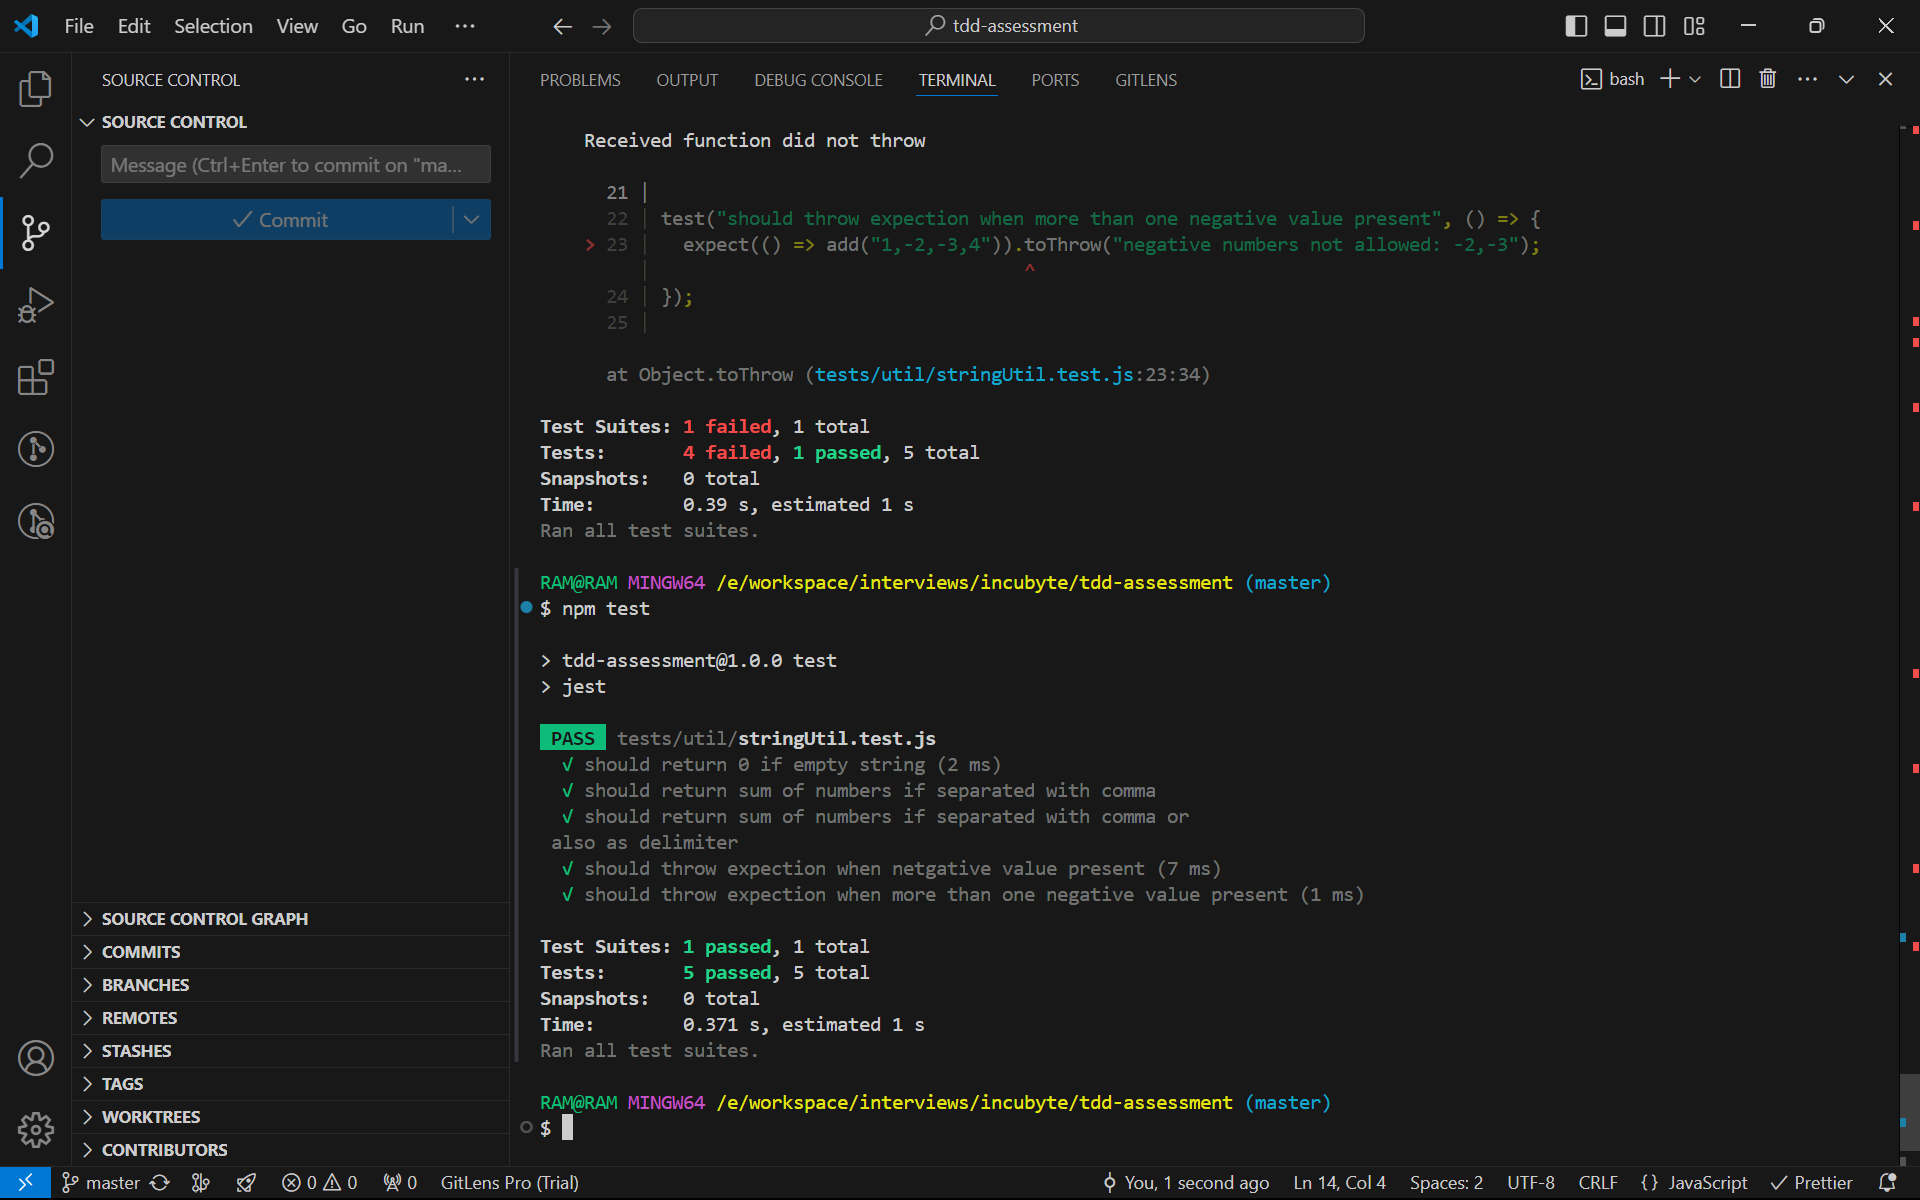 File Edit Selection View Go Run ···
tdd-assessment
SOURCE CONTROL ···
SOURCE CONTROL
Message (Ctrl+Enter to commit on "ma...
Commit
SOURCE CONTROL GRAPH
COMMITS
BRANCHES
REMOTES
STASHES
TAGS
WORKTREES
CONTRIBUTORS
PROBLEMS OUTPUT DEBUG CONSOLE TERMINAL PORTS GITLENS
bash
Received function did not throw
21 |
22 | test("should throw expection when more than one negative value present", () => {
> 23 | expect(() => add("1,-2,-3,4")).toThrow("negative numbers not allowed: -2,-3");
| ^
24 | });
25 |
at Object.toThrow (tests/util/stringUtil.test.js:23:34)
Test Suites: 1 failed, 1 total
Tests: 4 failed, 1 passed, 5 total
Snapshots: 0 total
Time: 0.39 s, estimated 1 s
Ran all test suites.
RAM@RAM MINGW64 /e/workspace/interviews/incubyte/tdd-assessment (master)
$ npm test
> tdd-assessment@1.0.0 test
> jest
PASS tests/util/stringUtil.test.js
√ should return 0 if empty string (2 ms)
√ should return sum of numbers if separated with comma
√ should return sum of numbers if separated with comma or
also as delimiter
√ should throw expection when netgative value present (7 ms)
√ should throw expection when more than one negative value present (1 ms)
Test Suites: 1 passed, 1 total
Tests: 5 passed, 5 total
Snapshots: 0 total
Time: 0.371 s, estimated 1 s
Ran all test suites.
RAM@RAM MINGW64 /e/workspace/interviews/incubyte/tdd-assessment (master)
$
master 0 0 0 GitLens Pro (Trial) You, 1 second ago Ln 14, Col 4 Spaces: 2 UTF-8 CRLF {} JavaScript Prettier